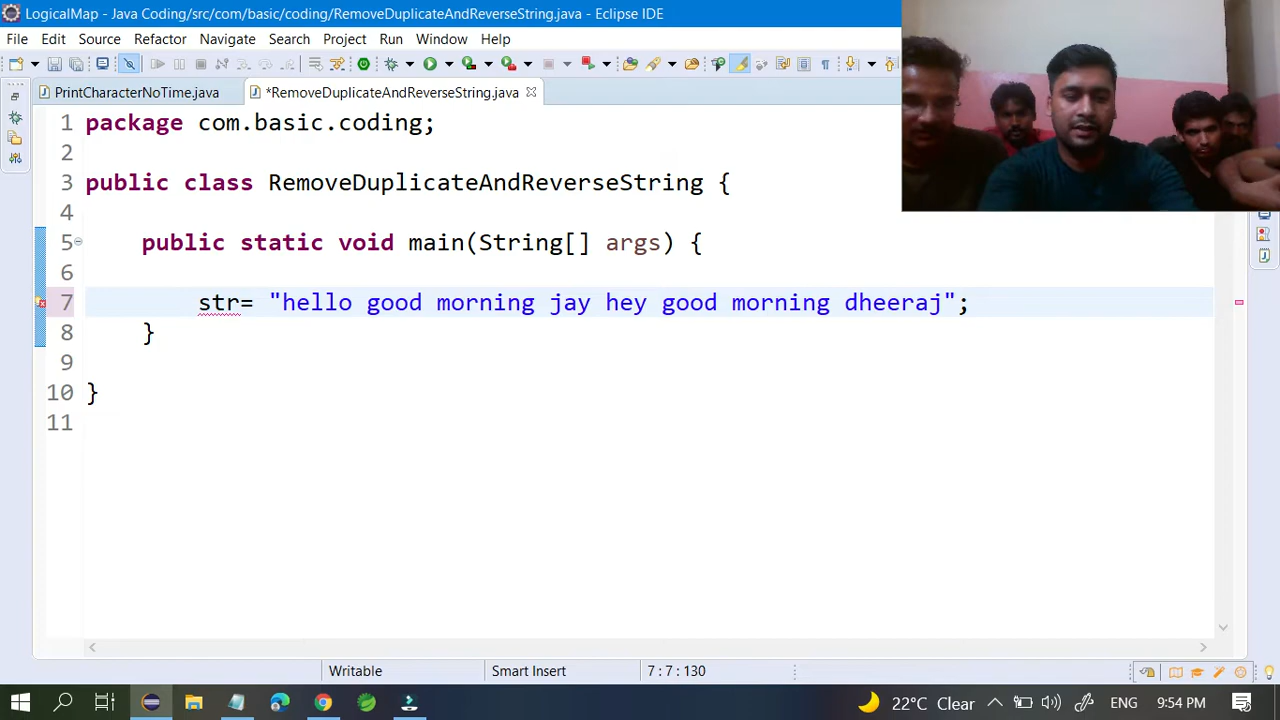 LogicalMap - Java Coding/src/com/basic/coding/RemoveDuplicateAndReverseString.java - Eclipse IDE
File Edit Source Refactor Navigate Search Project Run Window Help
PrintCharacterNoTime.java *RemoveDuplicateAndReverseString.java
1 package com.basic.coding;
2
3 public class RemoveDuplicateAndReverseString {
4
5 public static void main(String[] args) {
6
7 str= "hello good morning jay hey good morning dheeraj";
8 }
9
10 }
11
Writable Smart Insert 7 : 7 : 130
22°C Clear ENG 9:54 PM